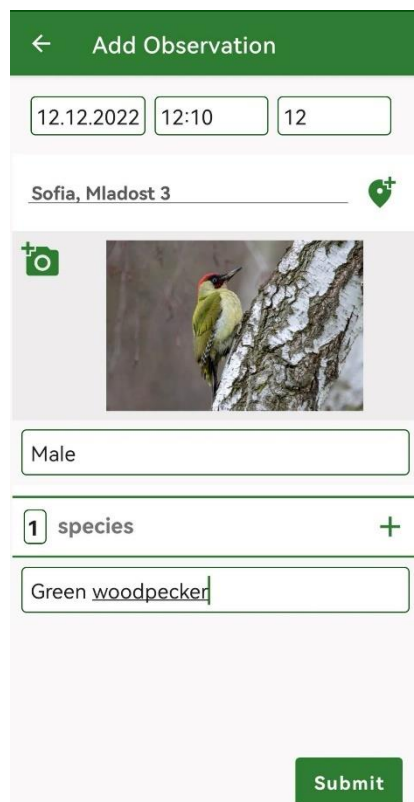 Add Observation
12.12.2022 12:10 12
Sofia, Mladost 3
Male
1 species
Green woodpecker
Submit